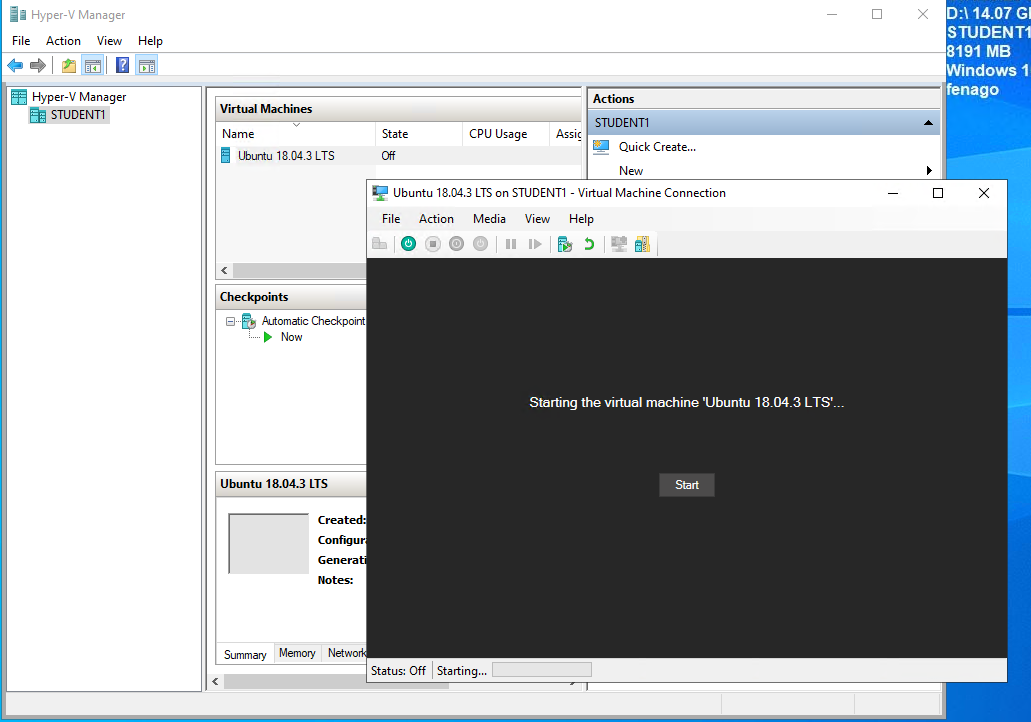 Hyper-V Manager
File Action View Help
Hyper-V Manager
STUDENT1
Virtual Machines
Name State CPU Usage Assig
Ubuntu 18.04.3 LTS Off
Checkpoints
Automatic Checkpoint
Now
Ubuntu 18.04.3 LTS
Created:
Configura
Generati
Notes:
Summary Memory Network
Actions
STUDENT1
Quick Create...
New
Ubuntu 18.04.3 LTS on STUDENT1 - Virtual Machine Connection
File Action Media View Help
Starting the virtual machine 'Ubuntu 18.04.3 LTS'...
Start
Status: Off Starting...
D:\ 14.07 G
STUDENT1
8191 MB
Windows 1
fenago